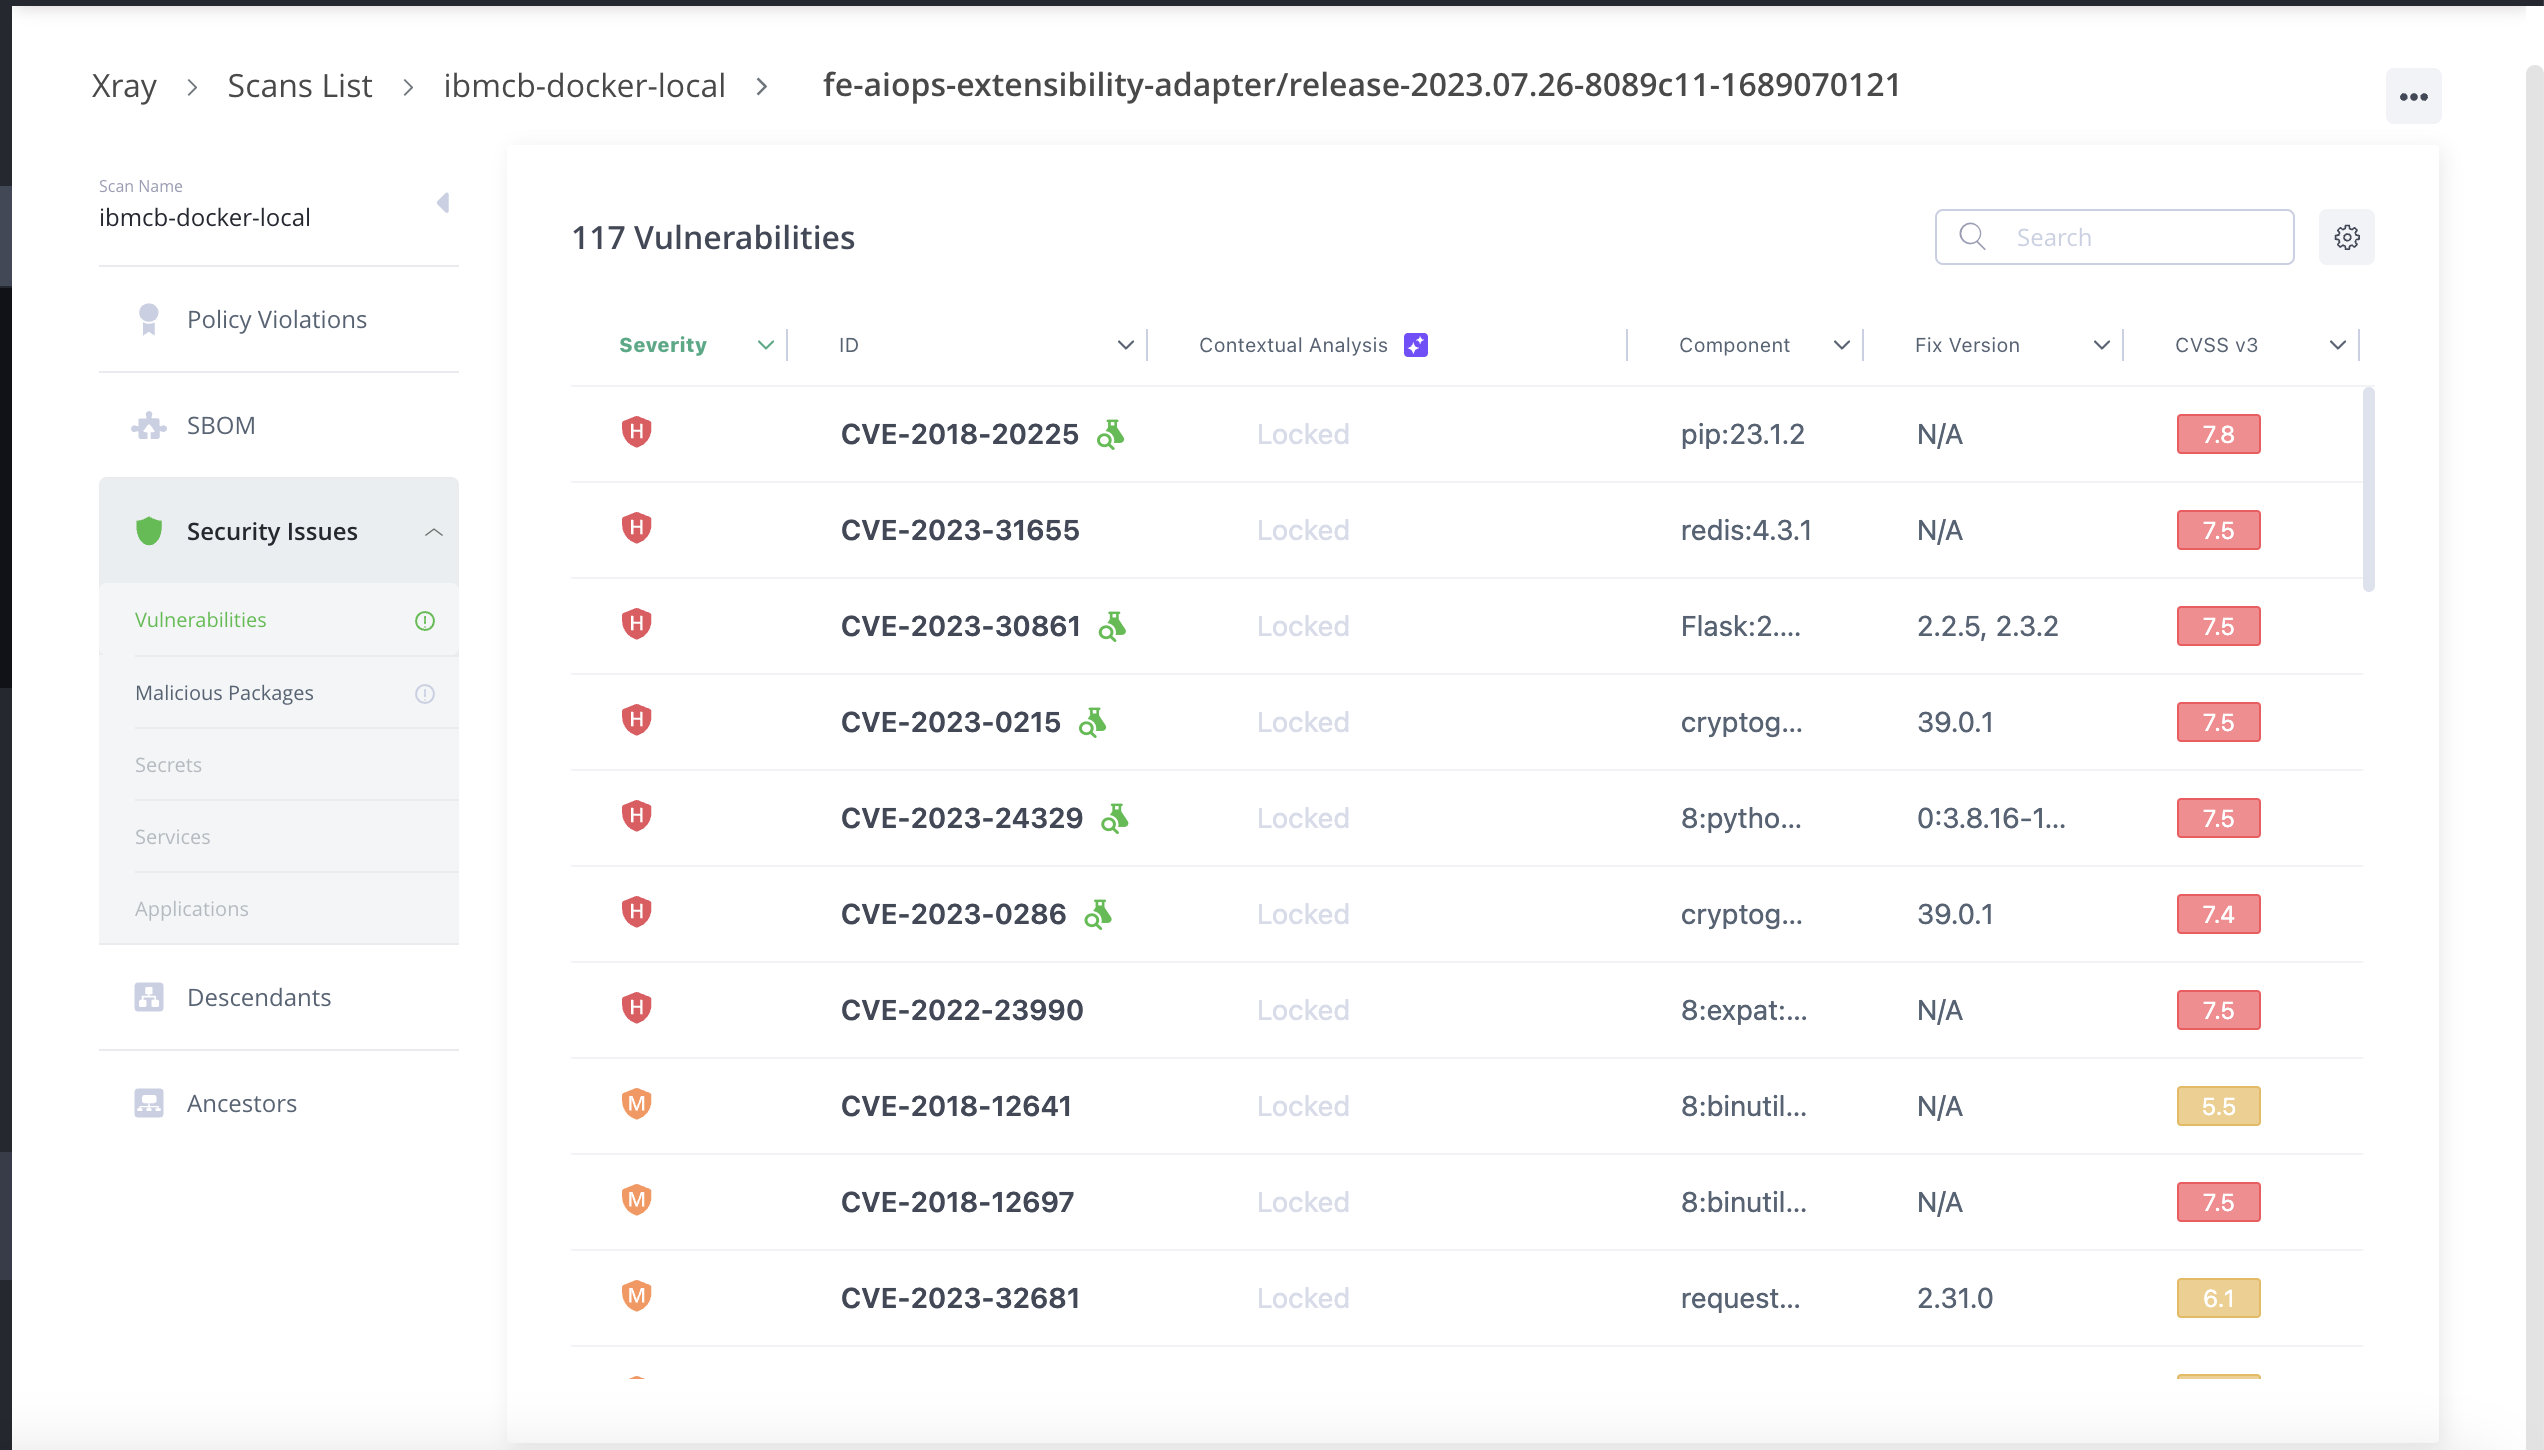 Xray > Scans List > ibmcb-docker-local > fe-aiops-extensibility-adapter/release-2023.07.26-8089c11-1689070121
Scan Name
ibmcb-docker-local
Policy Violations
SBOM
Security Issues
Vulnerabilities
Malicious Packages
Secrets
Services
Applications
Descendants
Ancestors
117 Vulnerabilities
Search
Severity ID Contextual Analysis Component Fix Version CVSS v3
H CVE-2018-20225 Locked pip:23.1.2 N/A 7.8
H CVE-2023-31655 Locked redis:4.3.1 N/A 7.5
H CVE-2023-30861 Locked Flask:2.... 2.2.5, 2.3.2 7.5
H CVE-2023-0215 Locked cryptog... 39.0.1 7.5
H CVE-2023-24329 Locked 8:pytho... 0:3.8.16-1... 7.5
H CVE-2023-0286 Locked cryptog... 39.0.1 7.4
H CVE-2022-23990 Locked 8:expat:... N/A 7.5
M CVE-2018-12641 Locked 8:binutil... N/A 5.5
M CVE-2018-12697 Locked 8:binutil... N/A 7.5
M CVE-2023-32681 Locked request... 2.31.0 6.1